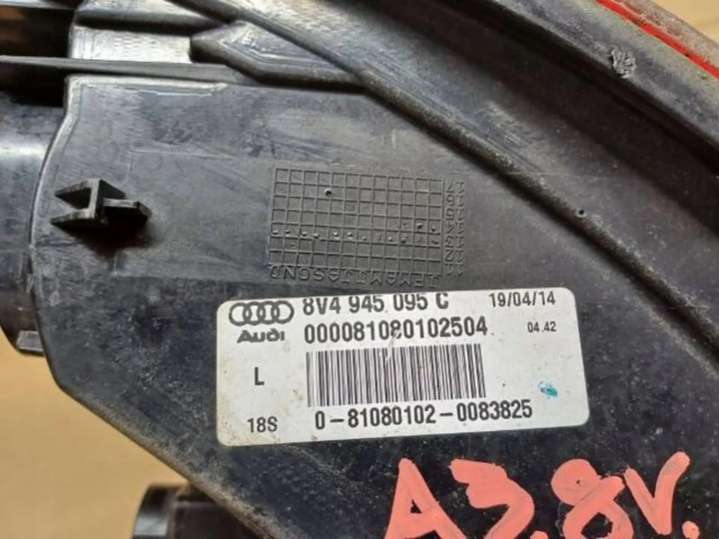 8V4 945 095 C 19/04/14
Audi 000081080102504 04.42
L
18S 0-81080102-0083825
A3.8V.